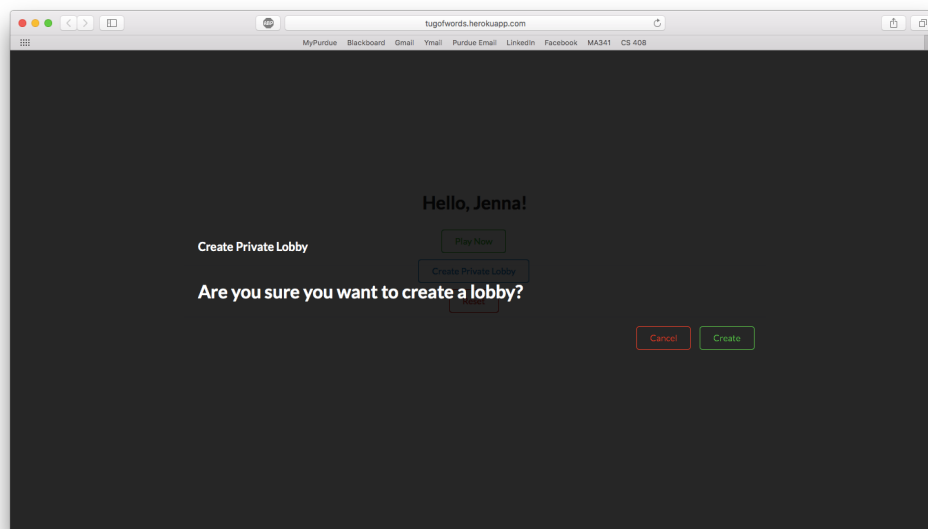 ABP
tugofwords.herokuapp.com
MyPurdue Blackboard Gmail Ymail Purdue Email LinkedIn Facebook MA341 CS 408
Hello, Jenna!
Play Now
Create Private Lobby
Create Private Lobby
Are you sure you want to create a lobby?
Cancel Create